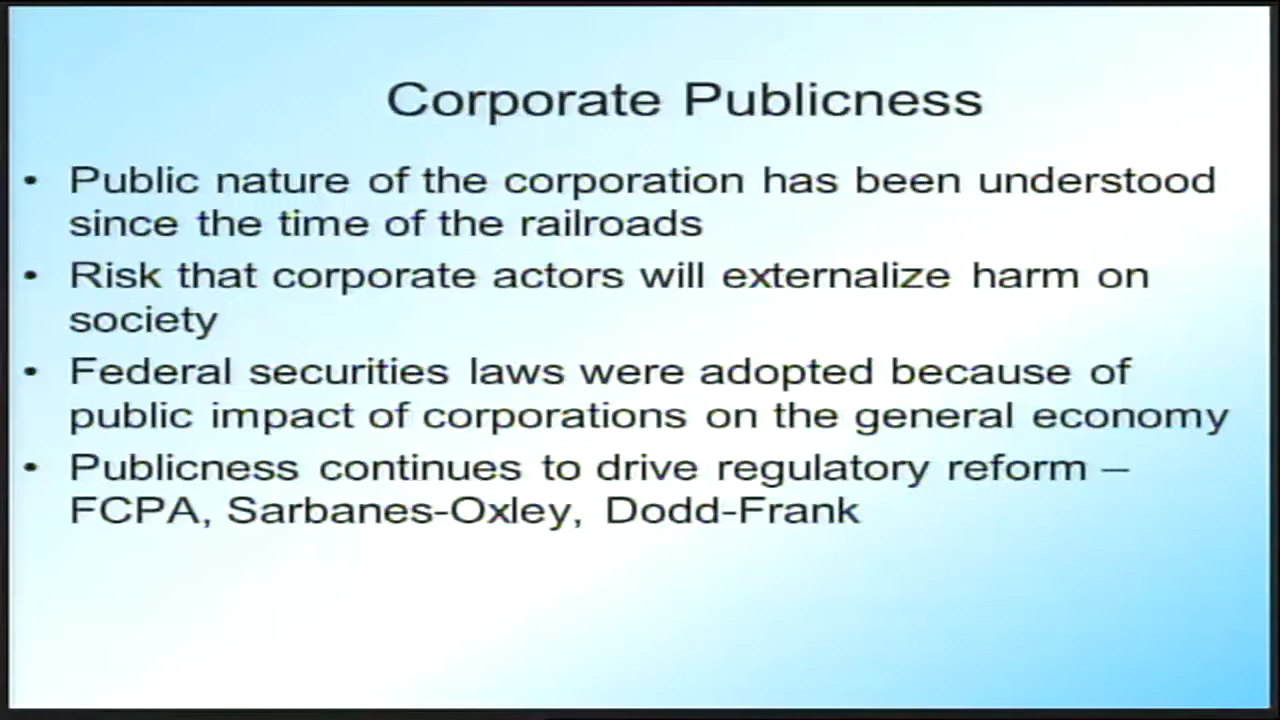 Corporate Publicness
• Public nature of the corporation has been understood
since the time of the railroads
• Risk that corporate actors will externalize harm on
society
• Federal securities laws were adopted because of
public impact of corporations on the general economy
• Publicness continues to drive regulatory reform –
FCPA, Sarbanes-Oxley, Dodd-Frank